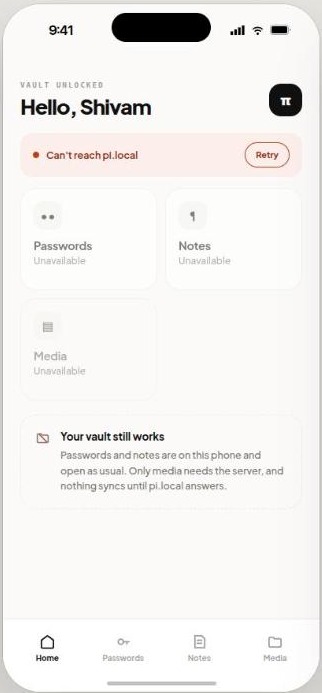 9:41
VAULT UNLOCKED
Hello, Shivam
π
Can't reach pi.local
Retry
Passwords
Unavailable
¶
Notes
Unavailable
Media
Unavailable
Your vault still works
Passwords and notes are on this phone and
open as usual. Only media needs the server, and
nothing syncs until pi.local answers.
Home
Passwords
Notes
Media